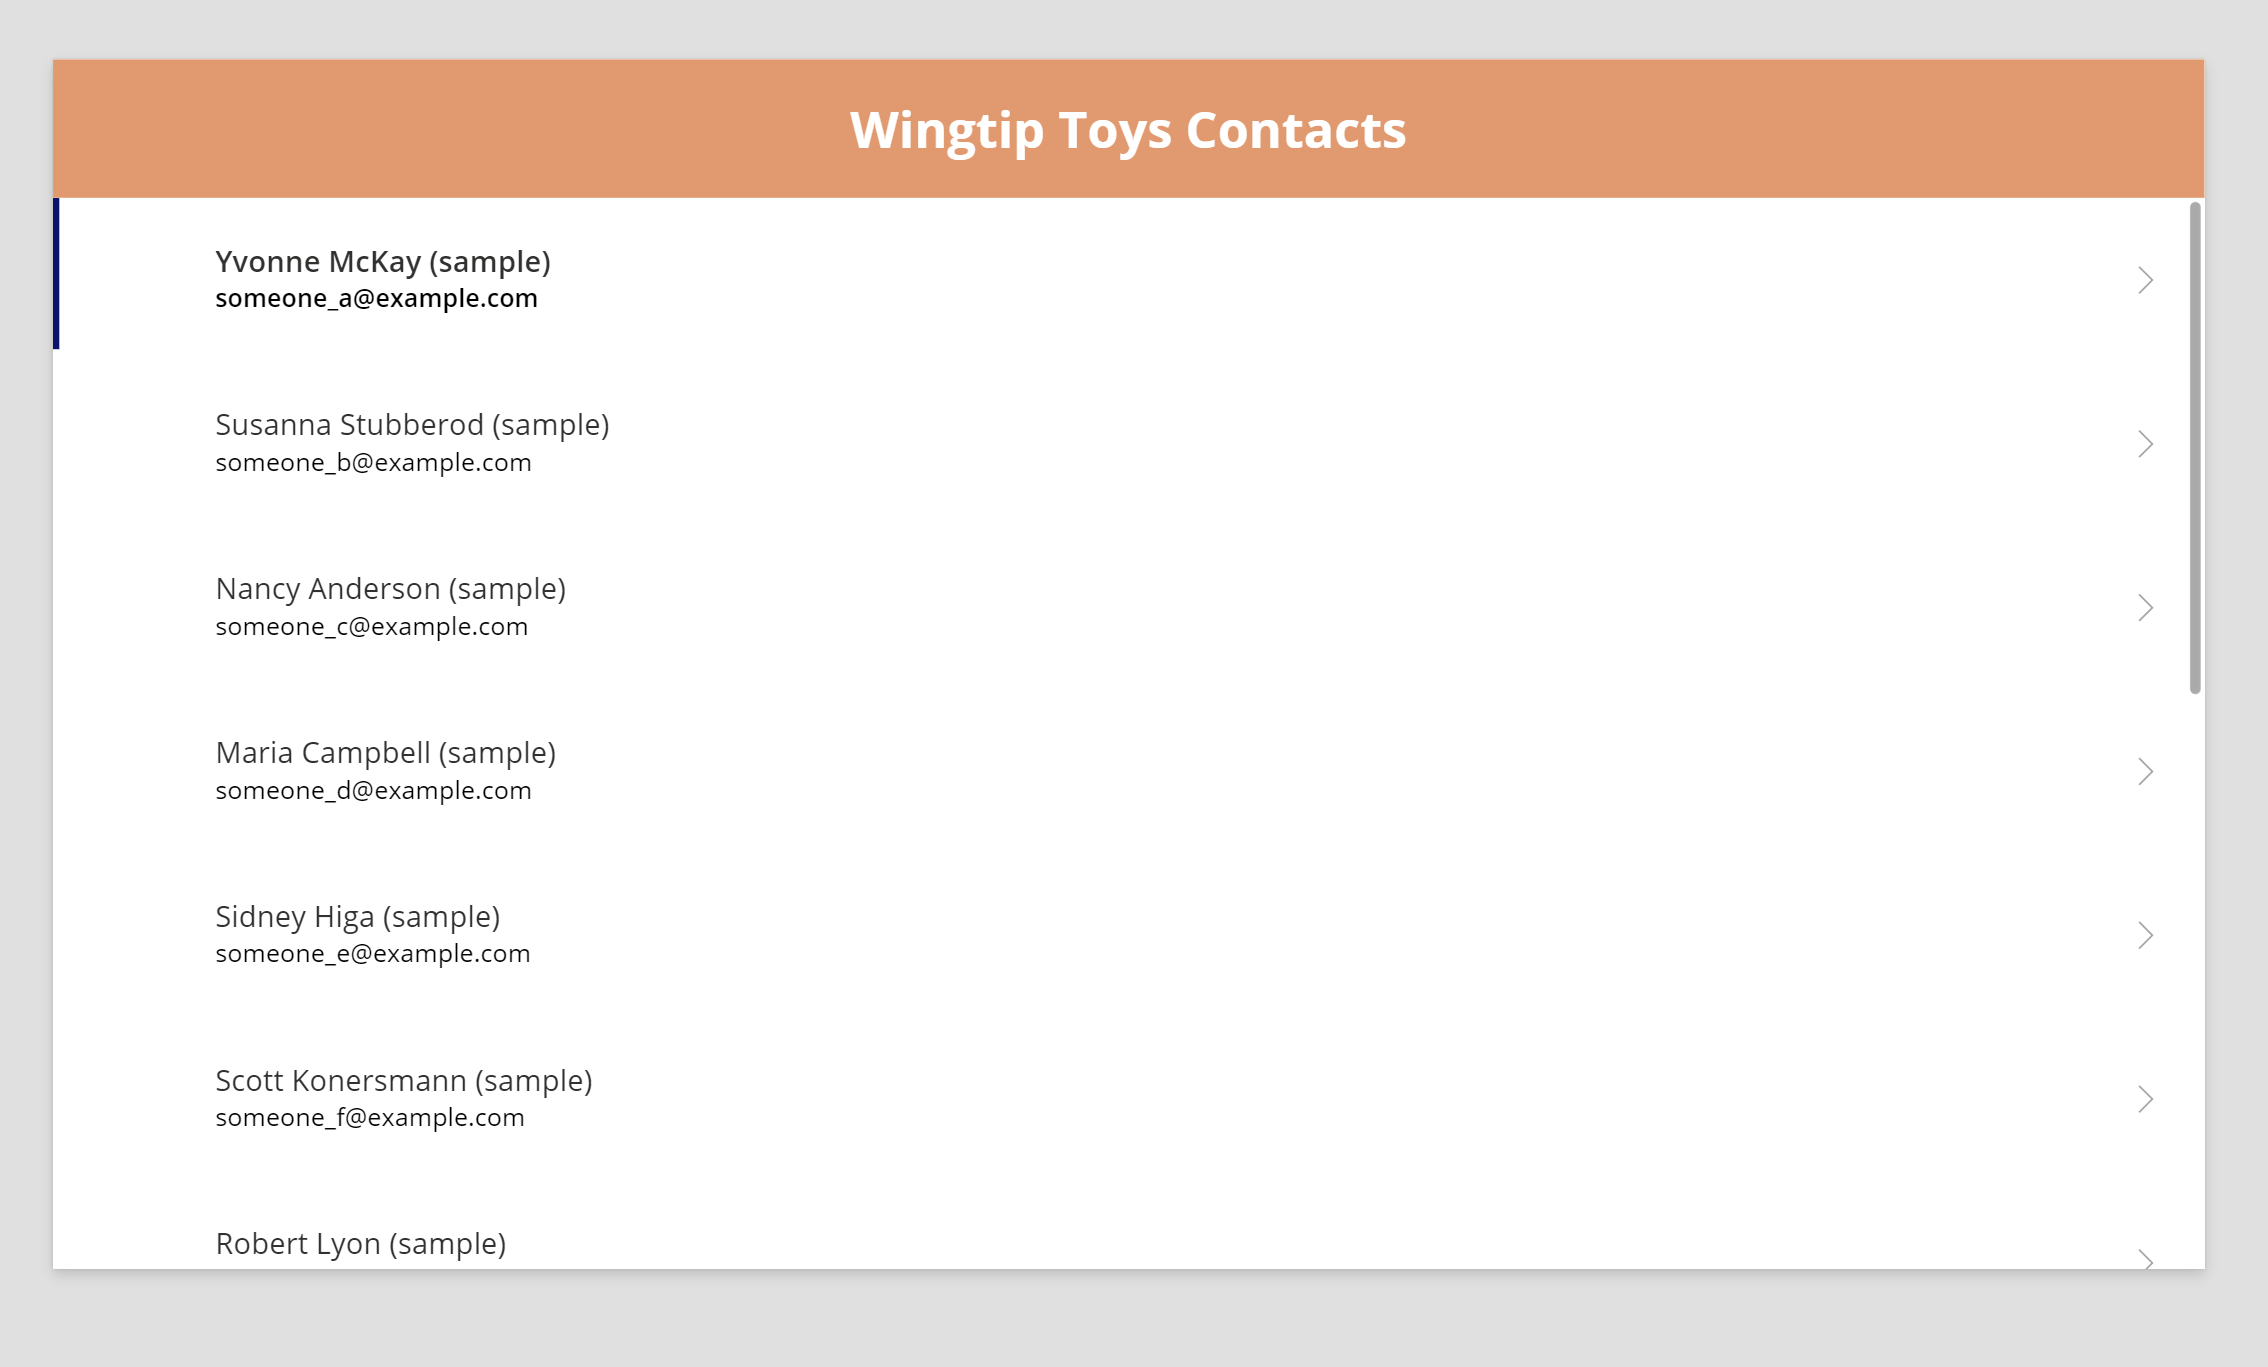 Wingtip Toys Contacts
Yvonne McKay (sample)
someone_a@example.com
Susanna Stubberod (sample)
someone_b@example.com
Nancy Anderson (sample)
someone_c@example.com
Maria Campbell (sample)
someone_d@example.com
Sidney Higa (sample)
someone_e@example.com
Scott Konersmann (sample)
someone_f@example.com
Robert Lyon (sample)